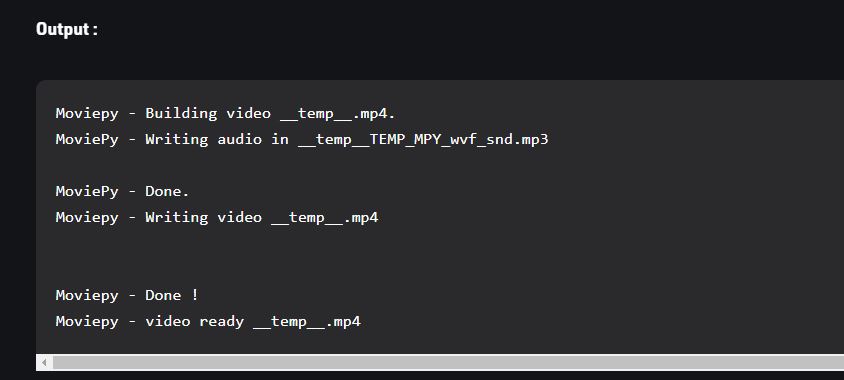 Output :
Moviepy - Building video __temp__.mp4.
MoviePy - Writing audio in __temp__TEMP_MPY_wvf_snd.mp3
MoviePy - Done.
Moviepy - Writing video __temp__.mp4
Moviepy - Done !
Moviepy - video ready __temp__.mp4